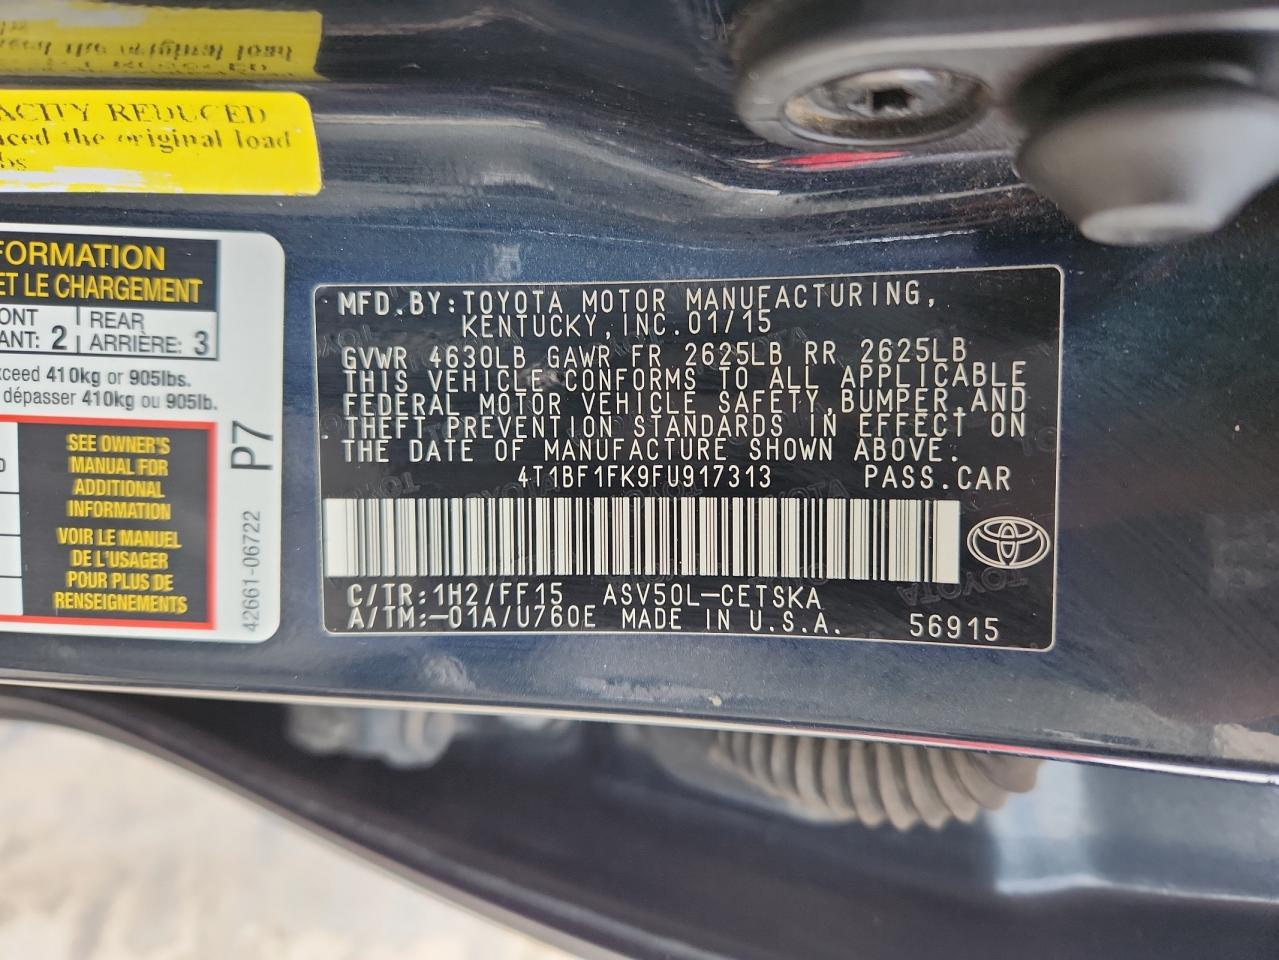 ACITY REDUCED
ced the original load
bs
FORMATION
ET LE CHARGEMENT
ONT
ANT: 2
REAR
ARRIÈRE: 3
xceed 410kg or 905lbs.
dépasser 410kg ou 905lb.
SEE OWNER'S
MANUAL FOR
ADDITIONAL
INFORMATION
VOIR LE MANUEL
DE L'USAGER
POUR PLUS DE
RENSEIGNEMENTS
P7
42661-06722
MFD.BY:TOYOTA MOTOR MANUFACTURING,
KENTUCKY,INC.01/15
GVWR 4630LB GAWR FR 2625LB RR 2625LB
THIS VEHICLE CONFORMS TO ALL APPLICABLE
FEDERAL MOTOR VEHICLE SAFETY,BUMPER,AND
THEFT PREVENTION STANDARDS IN EFFECT ON
THE DATE OF MANUFACTURE SHOWN ABOVE.
4T1BF1FK9FU917313 PASS.CAR
C/TR:1H2/FF15 ASV50L-CETSKA
A/TM:-01A/U760E MADE IN U.S.A. 56915
TOYOTA